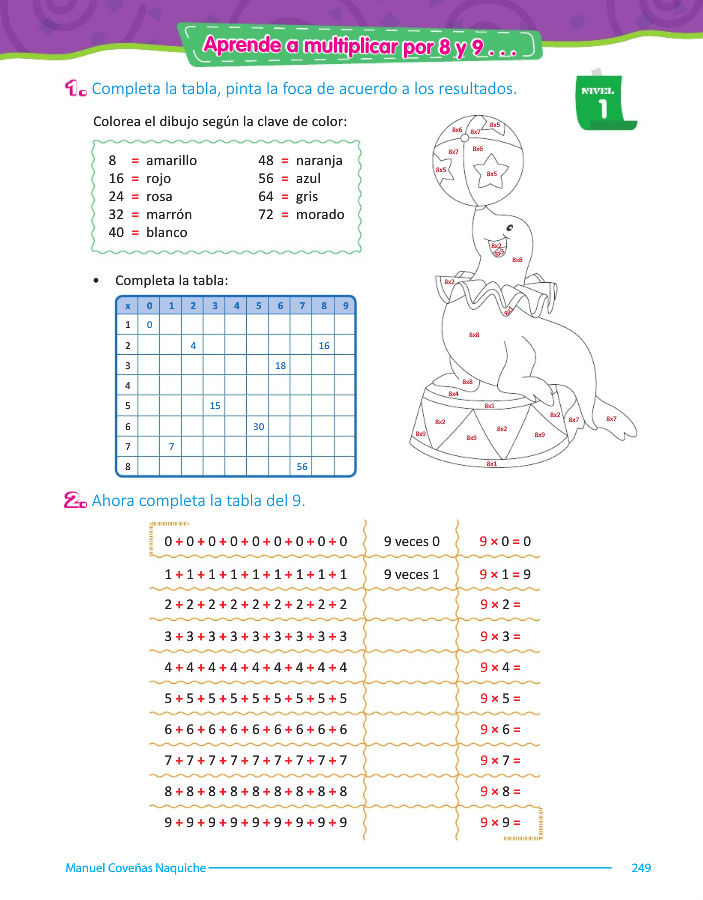 Aprende a multiplicar por 8 y 9 . . .
1. Completa la tabla, pinta la foca de acuerdo a los resultados.
NIVEL
1
Colorea el dibujo según la clave de color:
8 = amarillo 48 = naranja
16 = rojo 56 = azul
24 = rosa 64 = gris
32 = marrón 72 = morado
40 = blanco
8x6 8x7 8x5
8x7 8x6
8x5 8x5
8x2
8x8
8x2
8x8
8x8
8x4
8x1
8x2 8x2 8x2 8x7 8x7
8x9 8x9 8x9
8x1
• Completa la tabla:
x 0 1 2 3 4 5 6 7 8 9
1 0
2 4 16
3 18
4
5 15
6 30
7 7
8 56
2. Ahora completa la tabla del 9.
0 + 0 + 0 + 0 + 0 + 0 + 0 + 0 + 0 9 veces 0 9 × 0 = 0
1 + 1 + 1 + 1 + 1 + 1 + 1 + 1 + 1 9 veces 1 9 × 1 = 9
2 + 2 + 2 + 2 + 2 + 2 + 2 + 2 + 2 9 × 2 =
3 + 3 + 3 + 3 + 3 + 3 + 3 + 3 + 3 9 × 3 =
4 + 4 + 4 + 4 + 4 + 4 + 4 + 4 + 4 9 × 4 =
5 + 5 + 5 + 5 + 5 + 5 + 5 + 5 + 5 9 × 5 =
6 + 6 + 6 + 6 + 6 + 6 + 6 + 6 + 6 9 × 6 =
7 + 7 + 7 + 7 + 7 + 7 + 7 + 7 + 7 9 × 7 =
8 + 8 + 8 + 8 + 8 + 8 + 8 + 8 + 8 9 × 8 =
9 + 9 + 9 + 9 + 9 + 9 + 9 + 9 + 9 9 × 9 =
Manuel Coveñas Naquiche 249